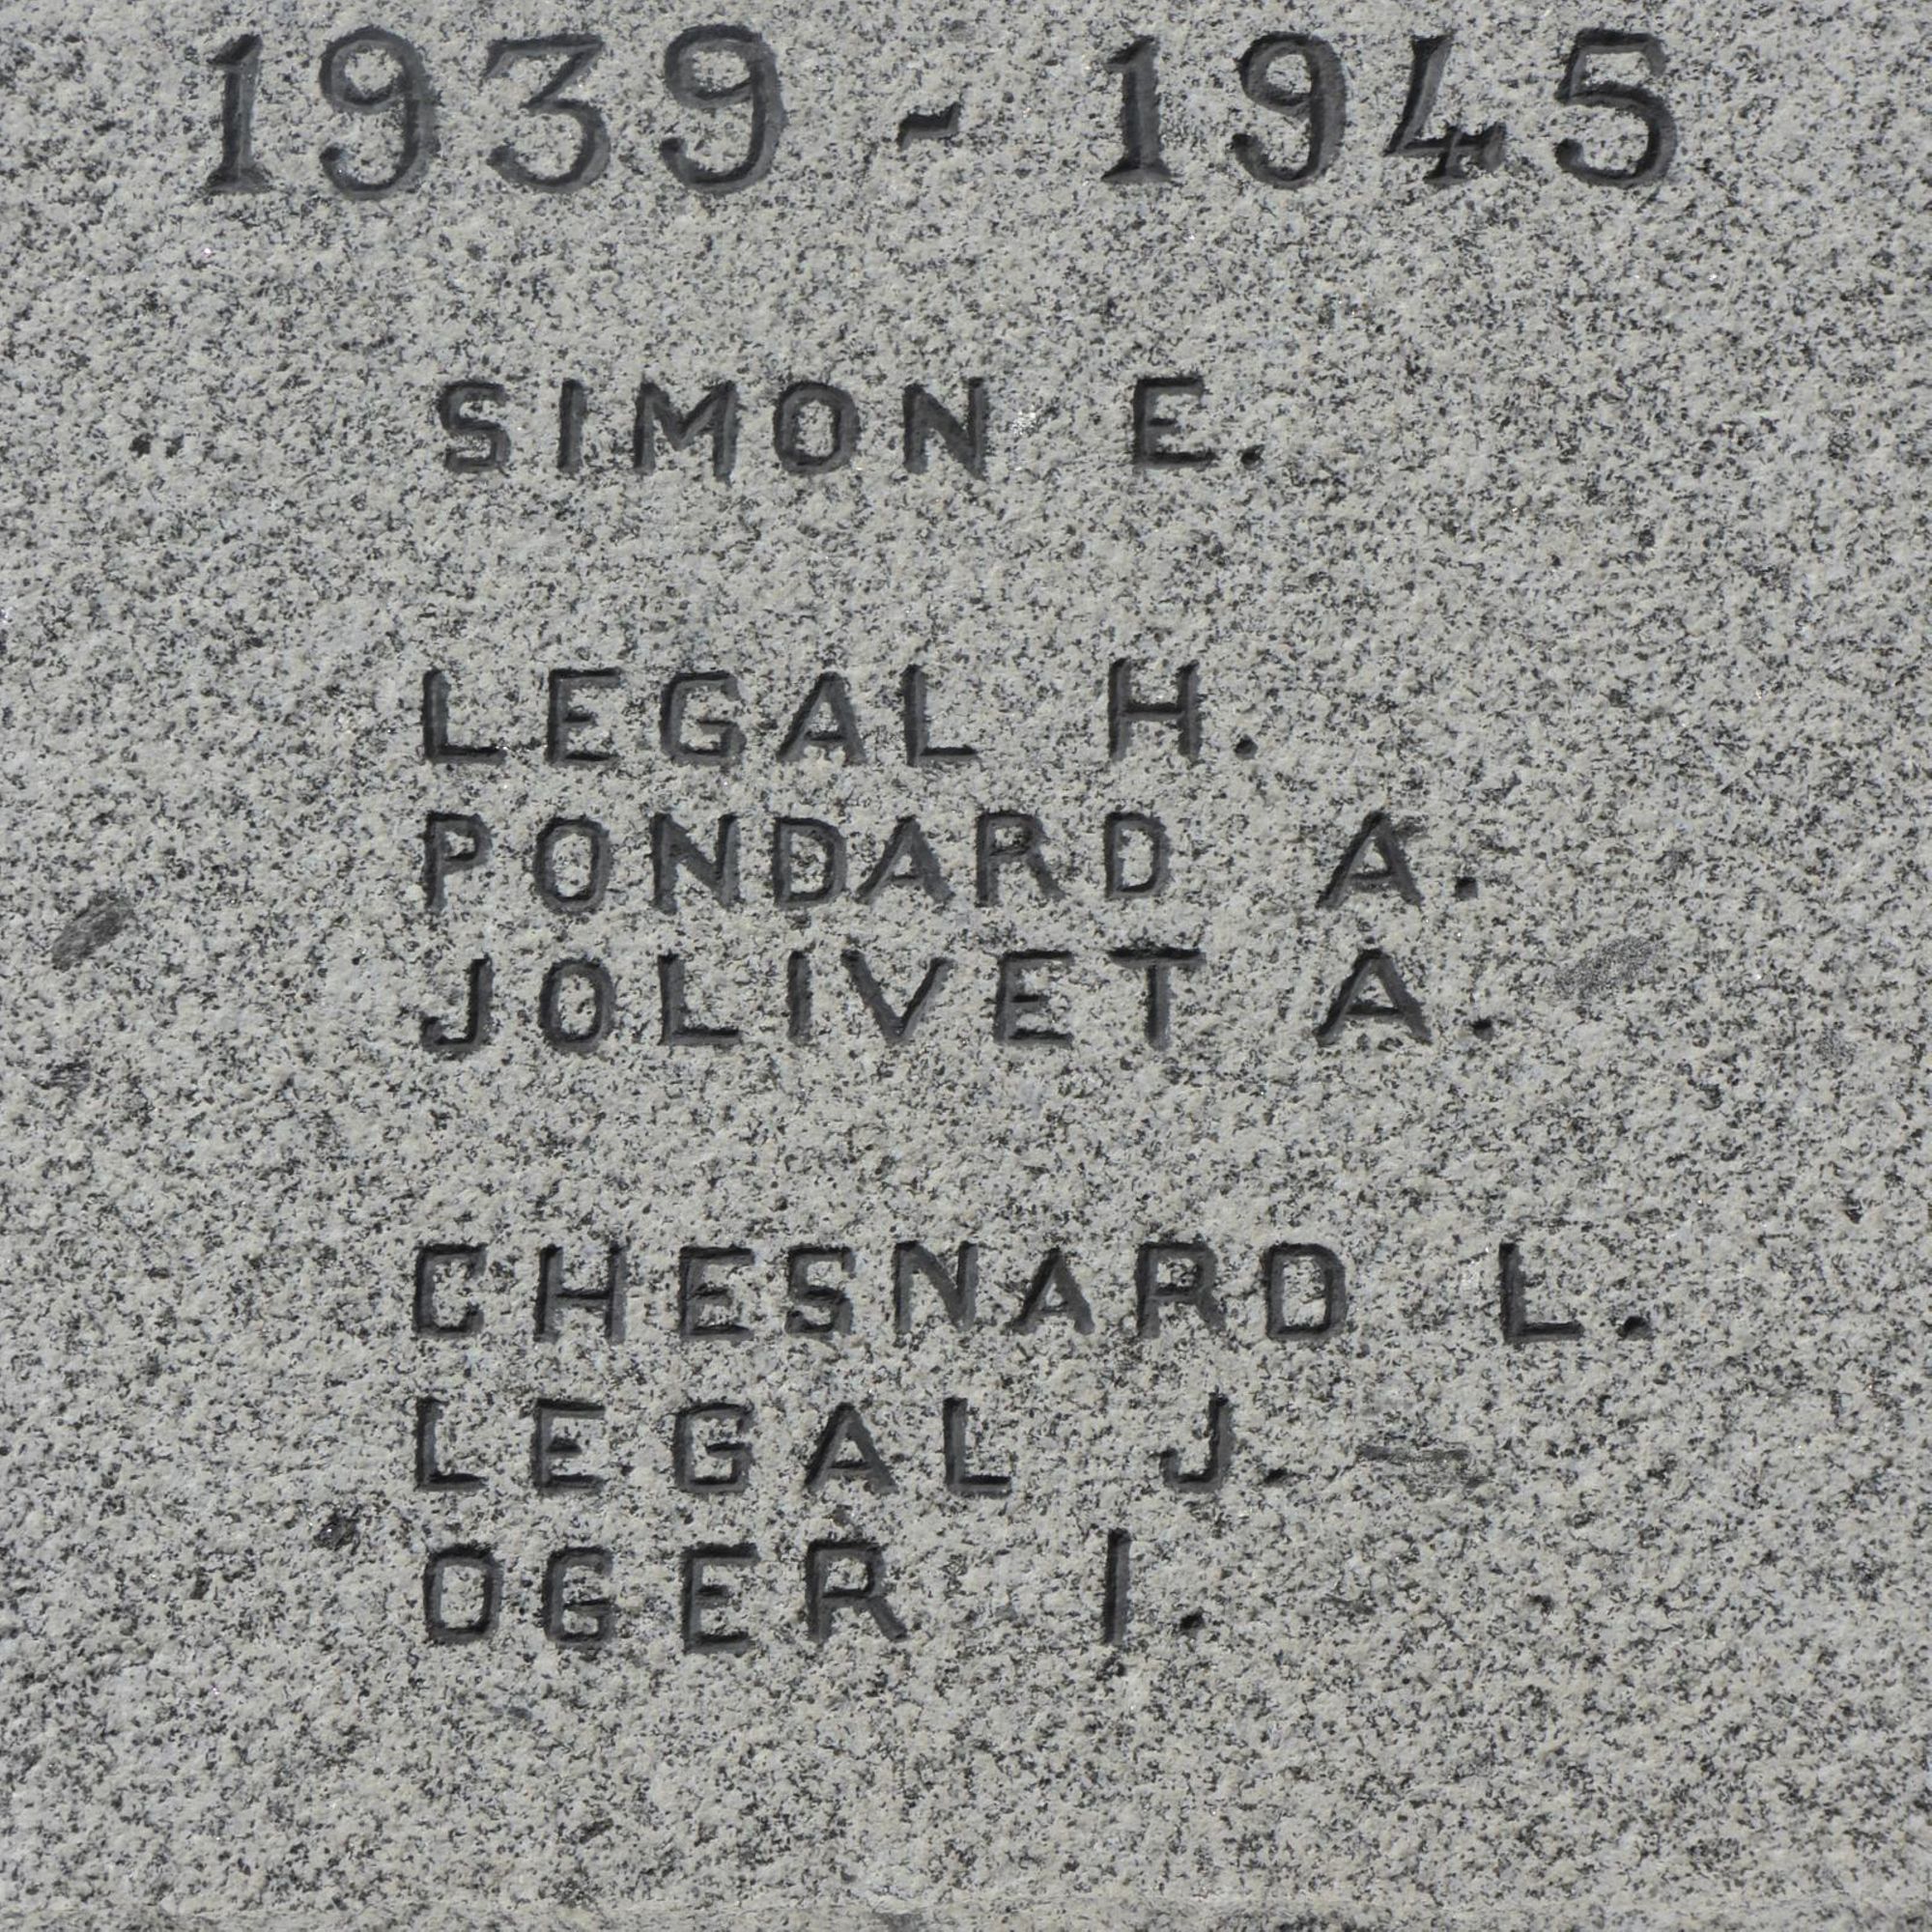 1939 - 1945
SIMON E.
LEGAL H.
PONDARD A.
JOLIVET A.
CHESNARD L.
LEGAL J.
OGER I.